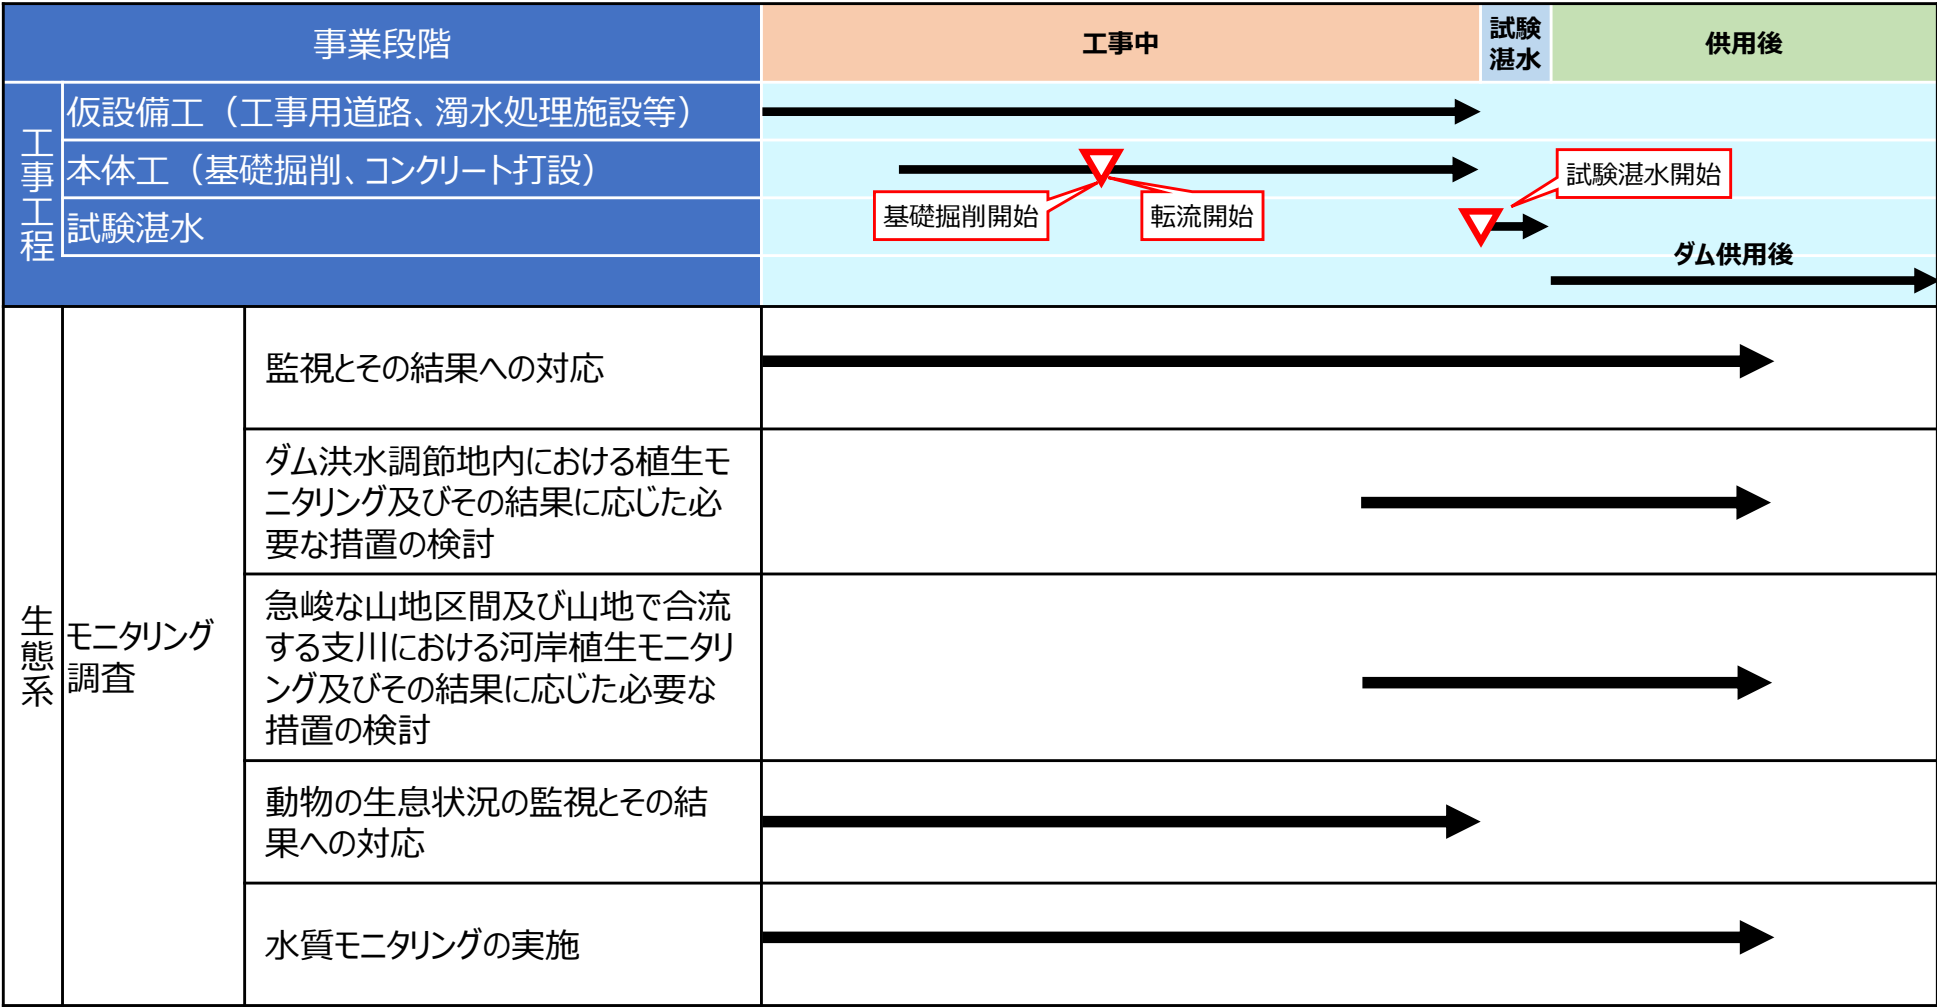 事業段階
工事中
試験
湛水
供用後
工事工程
仮設備工（工事用道路、濁水処理施設等）
本体工（基礎掘削、コンクリート打設）
試験湛水
基礎掘削開始
転流開始
試験湛水開始
ダム供用後
生態系
モニタリング
調査
監視とその結果への対応
ダム洪水調節地内における植生モ
ニタリング及びその結果に応じた必
要な措置の検討
急峻な山地区間及び山地で合流
する支川における河岸植生モニタリ
ング及びその結果に応じた必要な
措置の検討
動物の生息状況の監視とその結
果への対応
水質モニタリングの実施